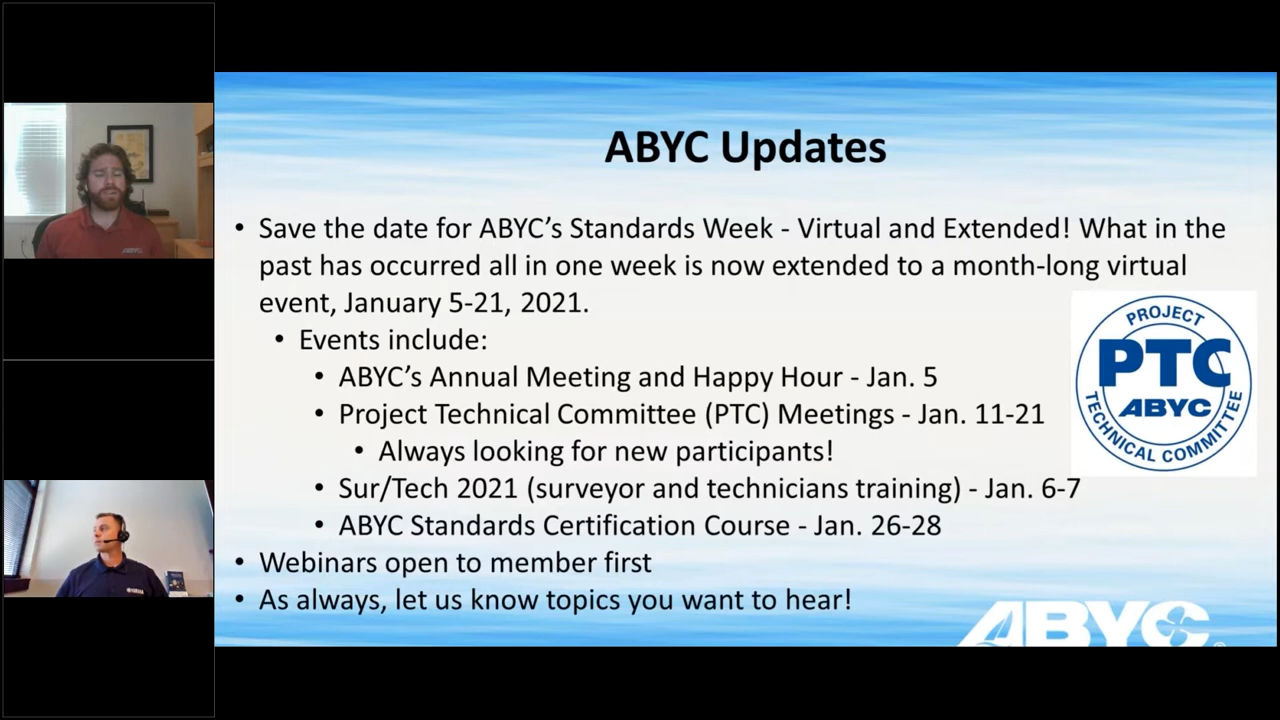 ABYC Updates
• Save the date for ABYC’s Standards Week - Virtual and Extended! What in the
past has occurred all in one week is now extended to a month-long virtual
event, January 5-21, 2021.
• Events include:
• ABYC’s Annual Meeting and Happy Hour - Jan. 5
• Project Technical Committee (PTC) Meetings - Jan. 11-21
• Always looking for new participants!
• Sur/Tech 2021 (surveyor and technicians training) - Jan. 6-7
• ABYC Standards Certification Course - Jan. 26-28
• Webinars open to member first
• As always, let us know topics you want to hear!
PROJECT
PTC
ABYC
TECHNICAL COMMITTEE
ABYC